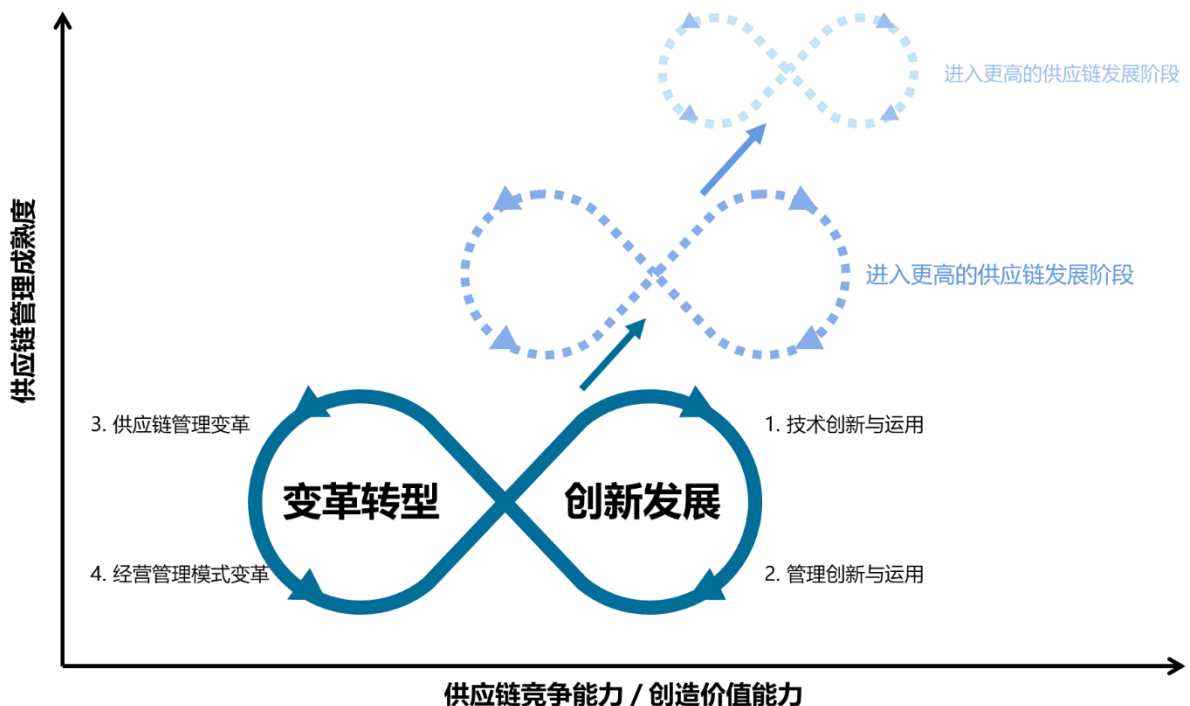 进入更高的供应链发展阶段
供应链管理成熟度
进入更高的供应链发展阶段
3. 供应链管理变革
1. 技术创新与运用
变革转型
创新发展
4. 经营管理模式变革
2. 管理创新与运用
供应链竞争能力 / 创造价值能力